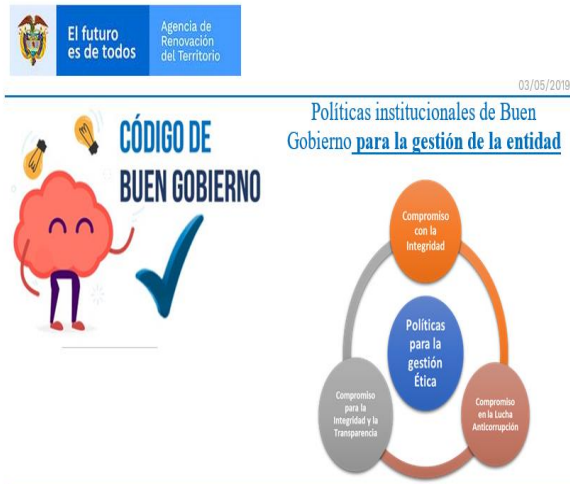 El futuro
es de todos
Agencia de
Renovación
del Territorio
03/05/2019
CÓDIGO DE
BUEN GOBIERNO
Políticas institucionales de Buen
Gobierno para la gestión de la entidad
Compromiso
con la
Integridad
Políticas
para la
gestión
Ética
Compromiso
para la
Integridad y la
Transparencia
Compromiso
en la Lucha
Anticorrupción